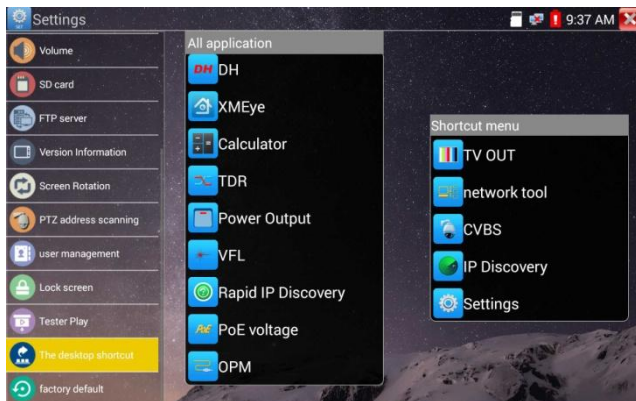 Settings
9:37 AM
Volume
SD card
FTP server
Version Information
Screen Rotation
PTZ address scanning
user management
Lock screen
Tester Play
The desktop shortcut
factory default
All application
DH DH
XMEye
Calculator
TDR
Power Output
VFL
Rapid IP Discovery
PoE PoE voltage
OPM
Shortcut menu
TV OUT
network tool
CVBS
IP Discovery
Settings